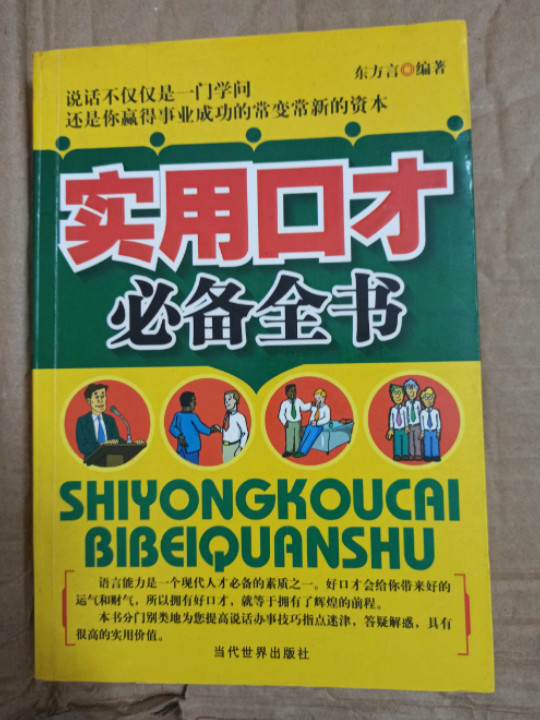 东方言◎编著
说话不仅仅是一门学问
还是你赢得事业成功的常变常新的资本
实用口才
必备全书
SHIYONGKOUCAI
BIBEIQUANSHU
语言能力是一个现代人才必备的素质之一。好口才会给你带来好的
运气和财气，所以拥有好口才，就等于拥有了辉煌的前程。
本书分门别类地为您提高说话办事技巧指点迷津，答疑解惑，具有
很高的实用价值。
当代世界出版社